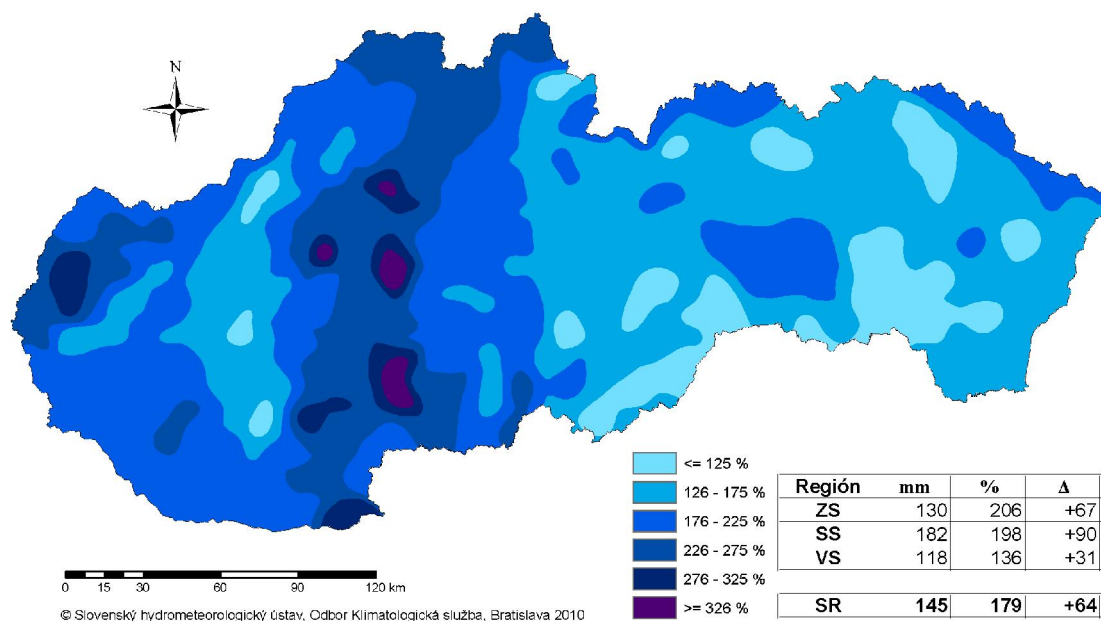 N
<= 125 %
126 - 175 %
176 - 225 %
226 - 275 %
276 - 325 %
>= 326 %
Región mm % Δ
ZS 130 206 +67
SS 182 198 +90
VS 118 136 +31
SR 145 179 +64
0 15 30 60 90 120 km
© Slovenský hydrometeorologický ústav, Odbor Klimatologická služba, Bratislava 2010